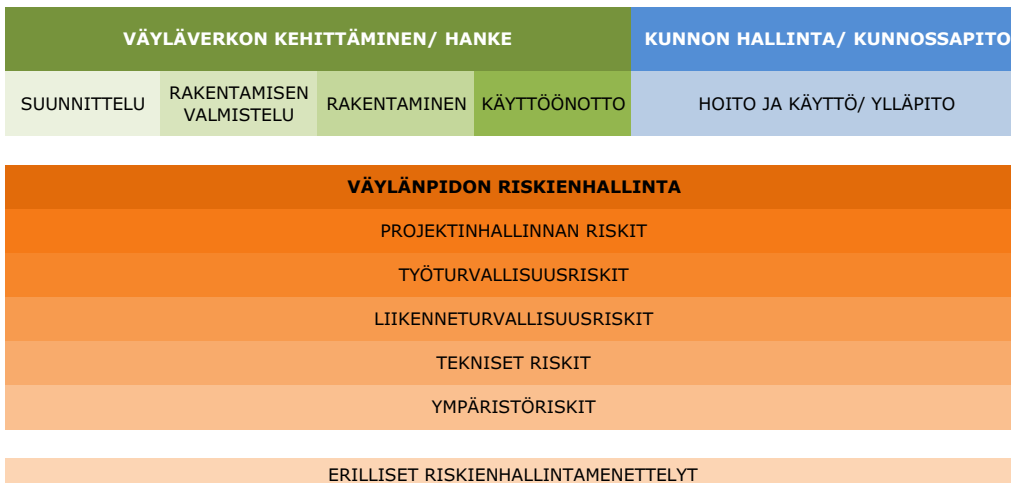 VÄYLÄVERKON KEHITTÄMINEN/ HANKE
KUNNON HALLINTA/ KUNNOSSAPITO
SUUNNITTELU
RAKENTAMISEN
VALMISTELU
RAKENTAMINEN
KÄYTTÖÖNOTTO
HOITO JA KÄYTTÖ/ YLLÄPITO
VÄYLÄNPIDON RISKIENHALLINTA
PROJEKTINHALLINNAN RISKIT
TYÖTURVALLISUUSRISKIT
LIIKENNETURVALLISUUSRISKIT
TEKNISET RISKIT
YMPÄRISTÖRISKIT
ERILLISET RISKIENHALLINTAMENETTELYT